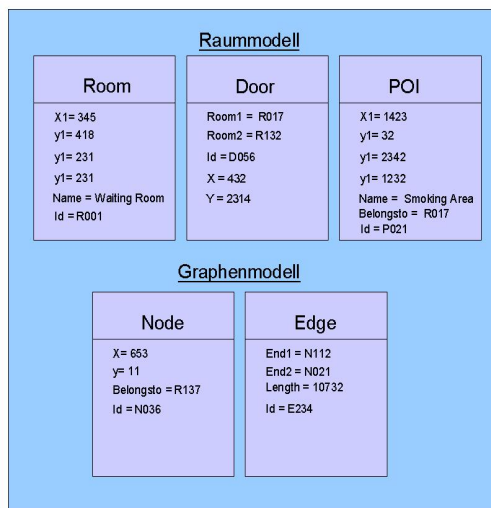 Raummodell
Room
X1= 345
y1= 418
y1= 231
y1= 231
Name = Waiting Room
Id = R001
Door
Room1 = R017
Room2 = R132
Id = D056
X = 432
Y = 2314
POI
X1= 1423
y1= 32
y1= 2342
y1= 1232
Name = Smoking Area
Belongsto = R017
Id = P021
Graphenmodell
Node
X= 653
y= 11
Belongsto = R137
Id = N036
Edge
End1 = N112
End2 = N021
Length = 10732
Id = E234